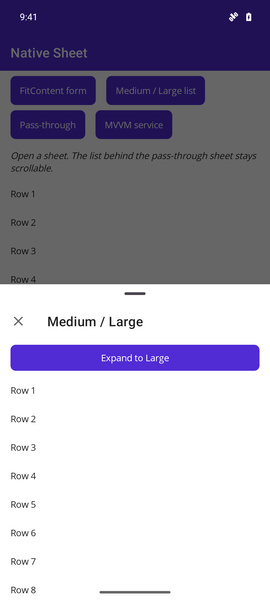 9:41
Native Sheet
FitContent form
Medium / Large list
Pass-through
MVVM service
Open a sheet. The list behind the pass-through sheet stays
scrollable.
Row 1
Row 2
Row 3
Row 4
Medium / Large
Expand to Large
Row 1
Row 2
Row 3
Row 4
Row 5
Row 6
Row 7
Row 8